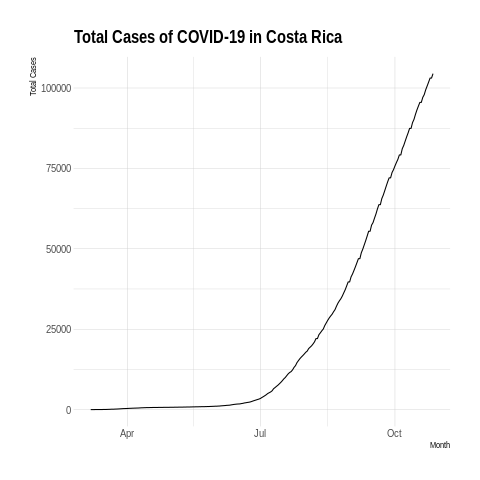 Total Cases of COVID-19 in Costa Rica
Total Cases
100000
75000
50000
25000
0
Apr Jul Oct
Month